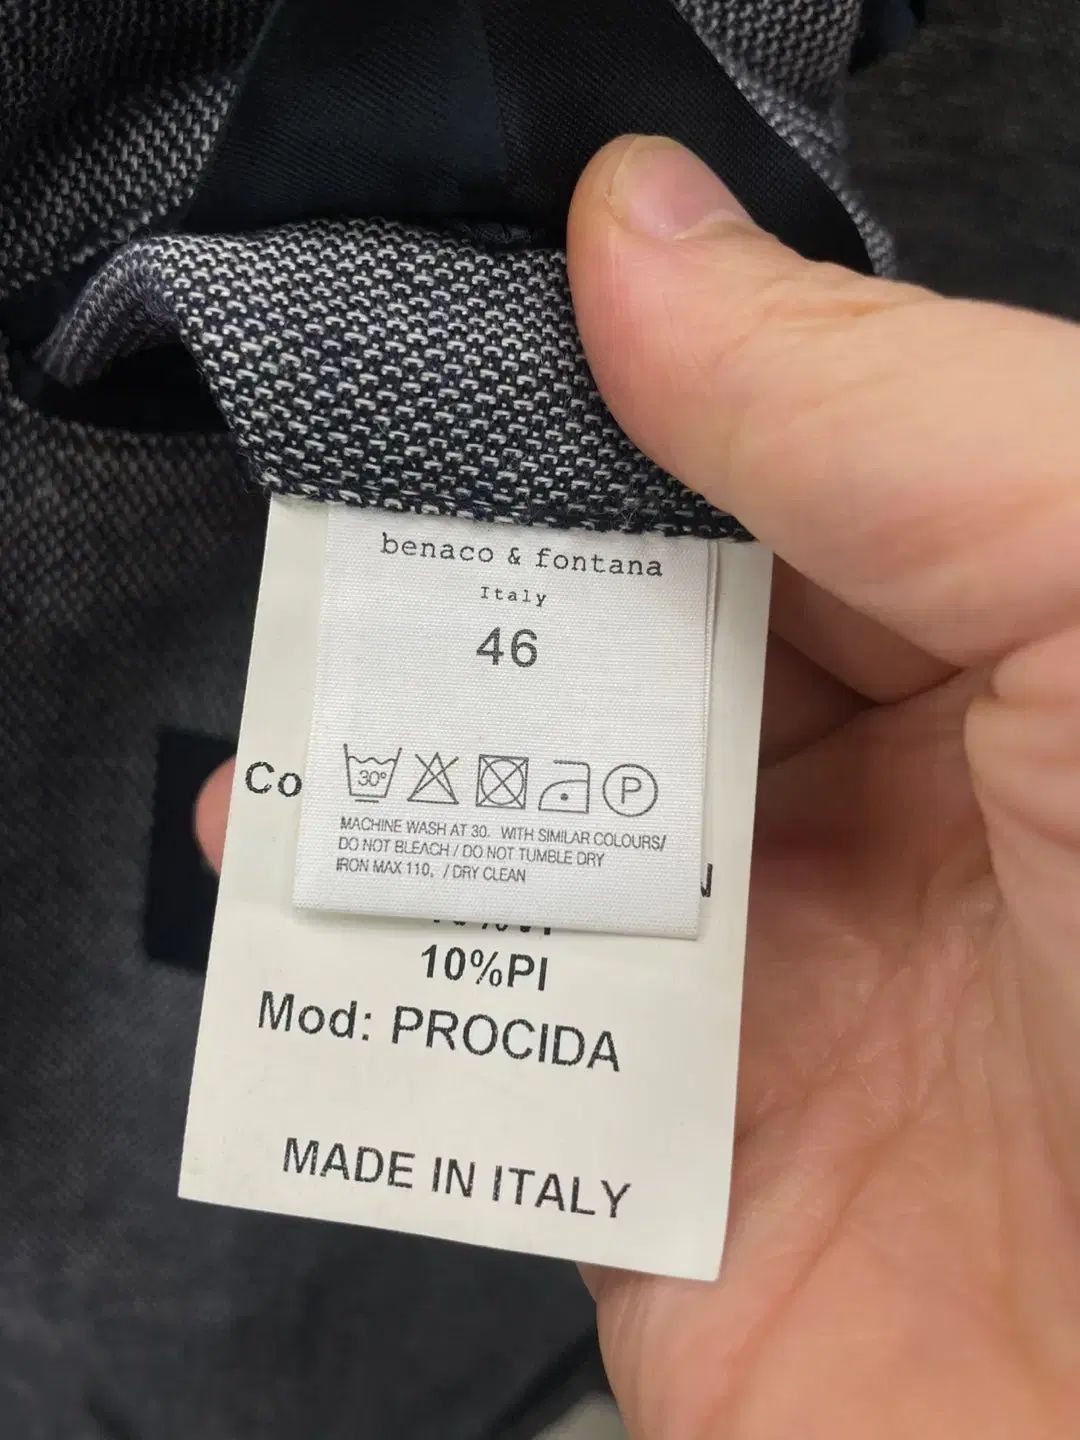 benaco & fontana
Italy
46
30°
P
MACHINE WASH AT 30. WITH SIMILAR COLOURS/
DO NOT BLEACH / DO NOT TUMBLE DRY
IRON MAX 110. / DRY CLEAN
Co
10%PI
Mod: PROCIDA
MADE IN ITALY